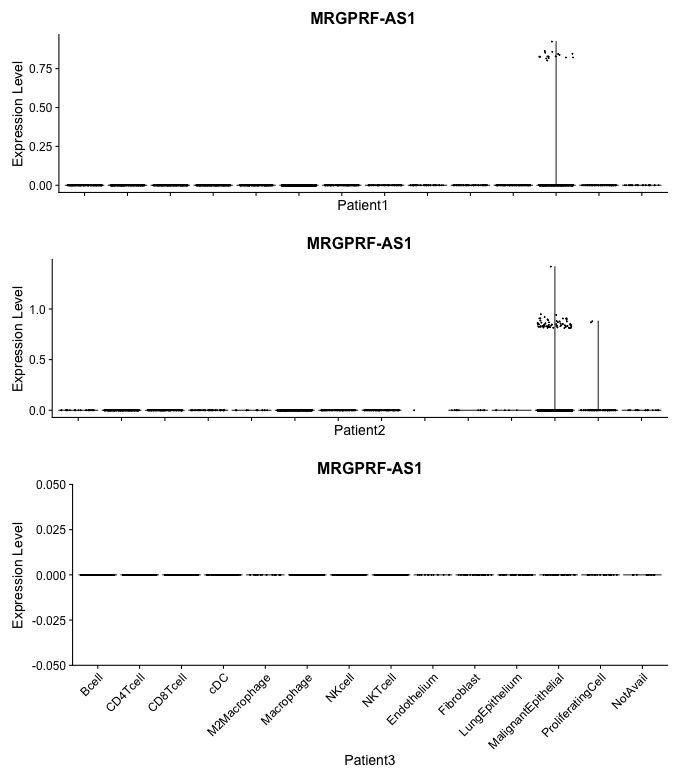 MRGPRF-AS1
Expression Level
0.75
0.50
0.25
0.00
Patient1
MRGPRF-AS1
Expression Level
1.0
0.5
0.0
Patient2
MRGPRF-AS1
Expression Level
0.050
0.025
0.000
-0.025
-0.050
Bcell
CD4Tcell
CD8Tcell
cDC
M2Macrophage
Macrophage
NKcell
NKTcell
Endothelium
Fibroblast
LungEpithelium
MalignantEpithelial
ProliferatingCell
NotAvail
Patient3